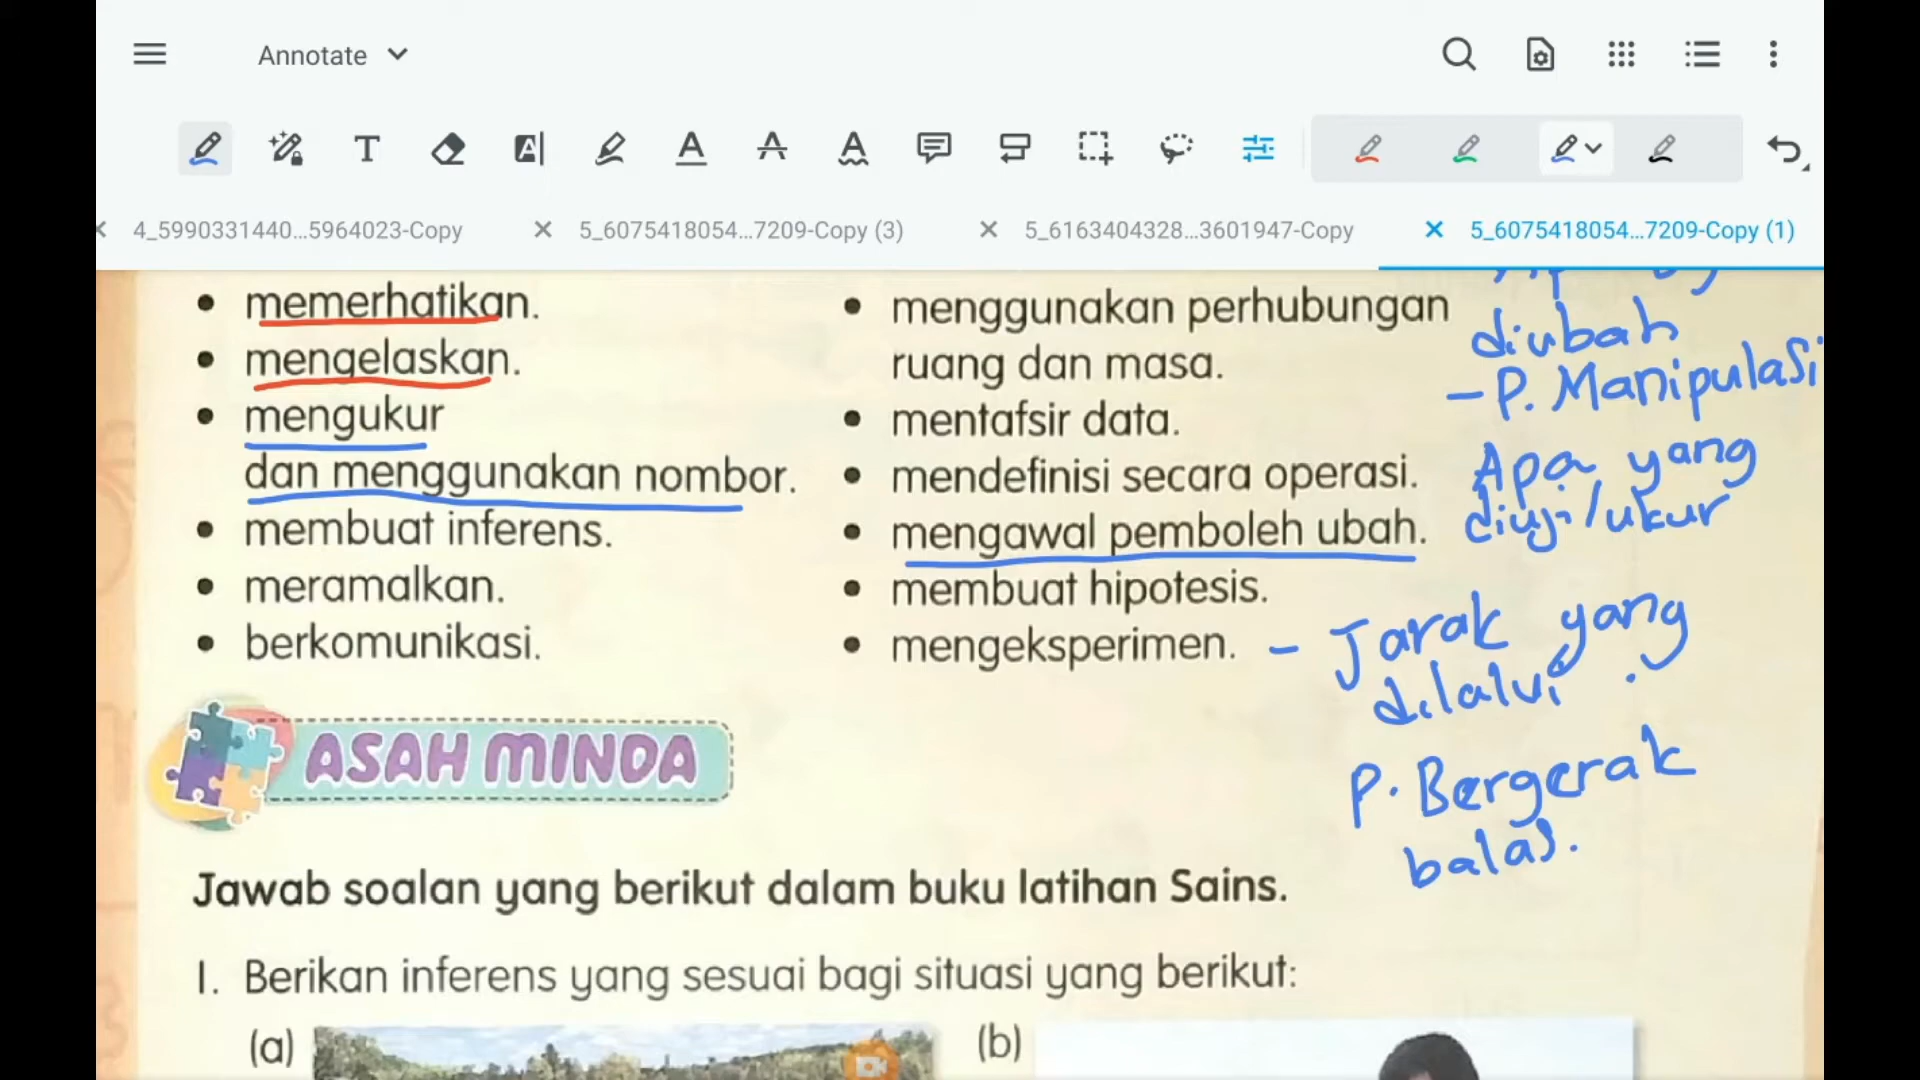 Annotate
4_5990331440...5964023-Copy
5_6075418054...7209-Copy (3)
5_6163404328...3601947-Copy
5_6075418054...7209-Copy (1)
• memerhatikan.
• mengelaskan.
• mengukur
dan menggunakan nombor.
• membuat inferens.
• meramalkan.
• berkomunikasi.
• menggunakan perhubungan
ruang dan masa.
• mentafsir data.
• mendefinisi secara operasi.
• mengawal pemboleh ubah.
• membuat hipotesis.
• mengeksperimen.
diubah
- P. Manipulasi
Apa yang
diuji/ukur
- Jarak yang
dilalui.
P. Bergerak
balas.
ASAH MINDA
Jawab soalan yang berikut dalam buku latihan Sains.
1. Berikan inferens yang sesuai bagi situasi yang berikut:
(a)
(b)